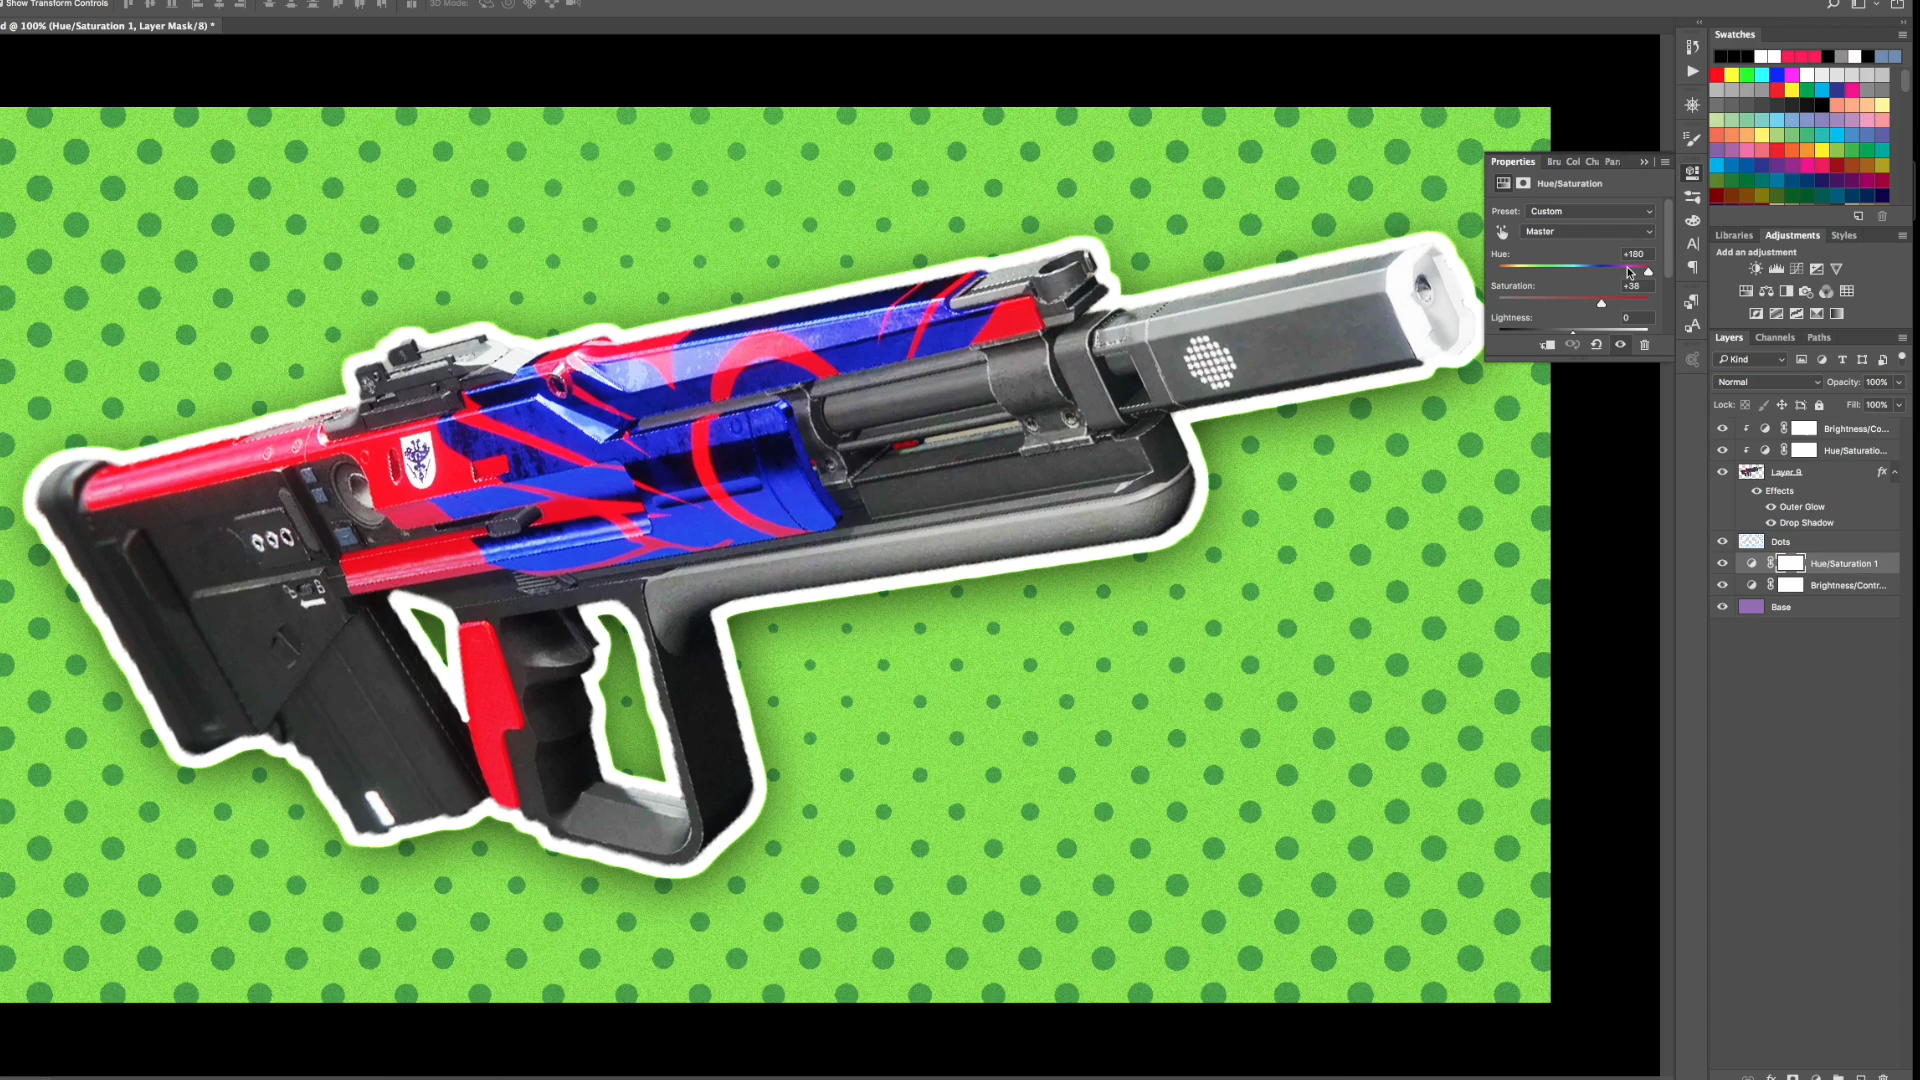 Show Transform Controls
3D Mode:
d @ 100% (Hue/Saturation 1, Layer Mask/8) *
Swatches
Properties Bru Col Pan
Hue/Saturation
Preset: Custom
Master
Hue: +180
Saturation: +38
Lightness: 0
Libraries Adjustments Styles
Add an adjustment
Layers Channels Paths
Kind
Normal Opacity: 100%
Lock: Fill: 100%
Brightness/Co...
Hue/Saturatio...
Layer 9 fx
Effects
Outer Glow
Drop Shadow
Dots
Hue/Saturation 1
Brightness/Contr...
Base